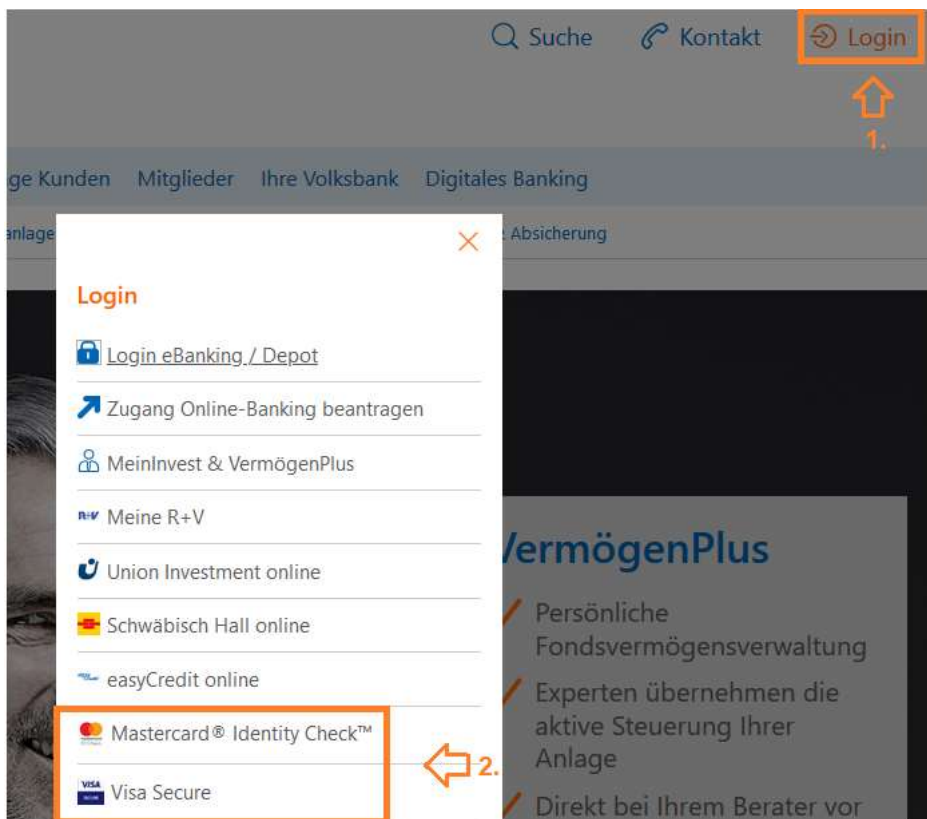 Suche Kontakt Login
1.
ge Kunden Mitglieder Ihre Volksbank Digitales Banking
anlage Absicherung
Login
Login eBanking / Depot
Zugang Online-Banking beantragen
MeinInvest & VermögenPlus
R+V Meine R+V
Union Investment online
Schwäbisch Hall online
easyCredit online
Mastercard® Identity Check™
2.
VISA
Visa Secure
VermögenPlus
Persönliche
Fondsvermögensverwaltung
Experten übernehmen die
aktive Steuerung Ihrer
Anlage
Direkt bei Ihrem Berater vor